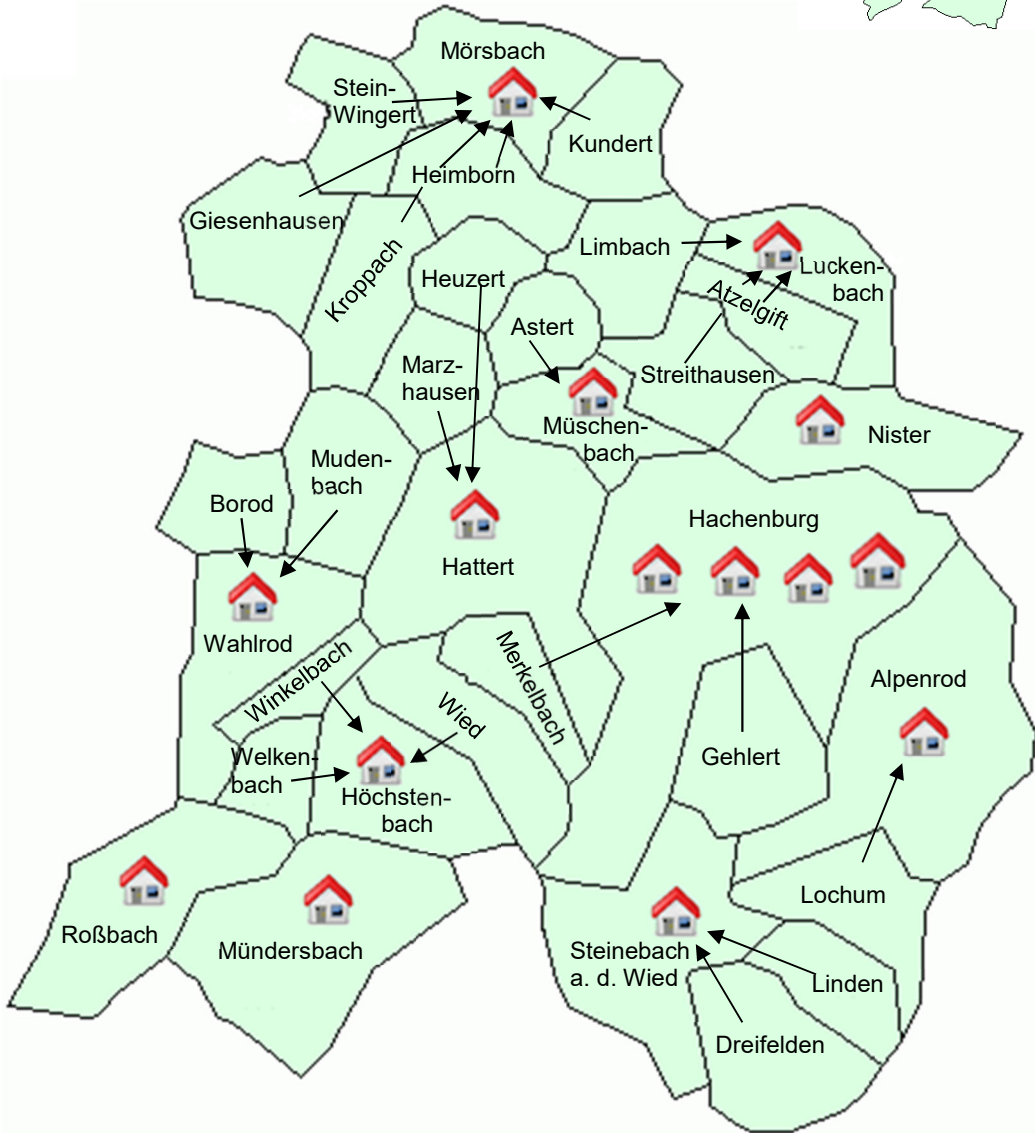 Mörsbach
Stein-
Wingert
Kundert
Heimborn
Giesenhausen
Kroppach
Limbach
Lucken-
bach
Heuzert
Atzelgift
Astert
Marz-
hausen
Streithausen
Müschen-
bach
Nister
Muden-
bach
Borod
Hachenburg
Hattert
Wahlrod
Winkelbach
Merkelbach
Alpenrod
Wied
Welken-
bach
Gehlert
Höchsten-
bach
Lochum
Roßbach
Mündersbach
Steinebach
a. d. Wied
Linden
Dreifelden